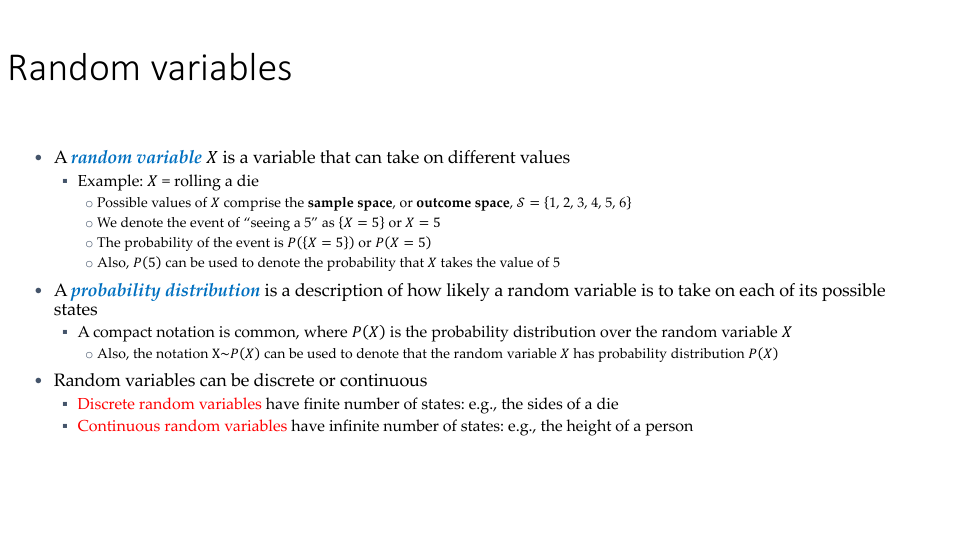 Random variables
• A random variable 𝑋 is a variable that can take on different values
▪ Example: 𝑋 = rolling a die
○ Possible values of 𝑋 comprise the sample space, or outcome space, 𝒮 = {1, 2, 3, 4, 5, 6}
○ We denote the event of “seeing a 5” as {𝑋 = 5} or 𝑋 = 5
○ The probability of the event is 𝑃({𝑋 = 5}) or 𝑃(𝑋 = 5)
○ Also, 𝑃(5) can be used to denote the probability that 𝑋 takes the value of 5
• A probability distribution is a description of how likely a random variable is to take on each of its possible
states
▪ A compact notation is common, where 𝑃(𝑋) is the probability distribution over the random variable 𝑋
○ Also, the notation X~𝑃(𝑋) can be used to denote that the random variable 𝑋 has probability distribution 𝑃(𝑋)
• Random variables can be discrete or continuous
▪ Discrete random variables have finite number of states: e.g., the sides of a die
▪ Continuous random variables have infinite number of states: e.g., the height of a person